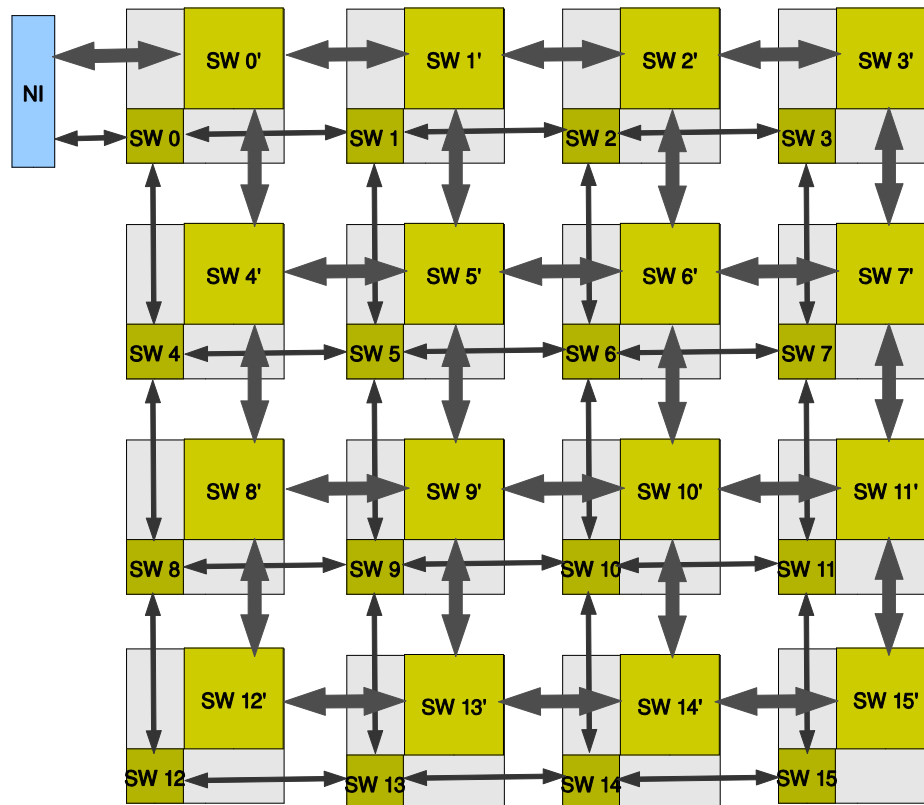 NI
SW 0'
SW 1'
SW 2'
SW 3'
SW 0
SW 1
SW 2
SW 3
SW 4'
SW 5'
SW 6'
SW 7'
SW 4
SW 5
SW 6
SW 7
SW 8'
SW 9'
SW 10'
SW 11'
SW 8
SW 9
SW 10
SW 11
SW 12'
SW 13'
SW 14'
SW 15'
SW 12
SW 13
SW 14
SW 15